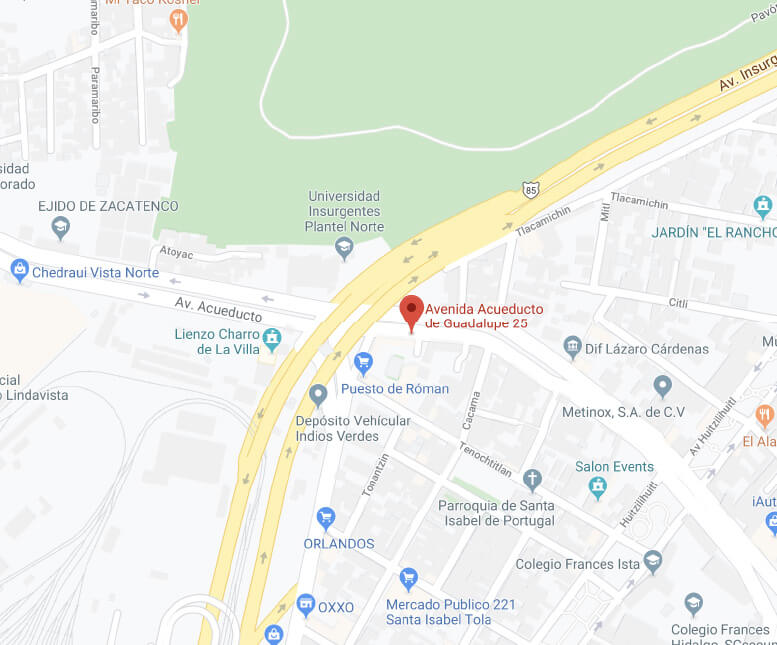 Mi Taco Kosher
Paramaribo
Paramaribo
Pavó
Av. Insurg
85
sidad
orado
EJIDO DE ZACATENCO
Universidad
Insurgentes
Plantel Norte
Tlacamichin
Mitl
Tlacamichin
JARDÍN "EL RANCHO
Atoyac
Chedraui Vista Norte
Av. Acueducto
Citli
Avenida Acueducto
de Guadalupe 25
Lienzo Charro
de La Villa
Dif Lázaro Cárdenas
Mu
cial
o Lindavista
Puesto de Róman
Cacama
Metinox, S.A. de C.V
Av Huitzilihuitl
Depósito Vehícular
Indios Verdes
El Ala
Tonantzin
Tenochtitlan
Salon Events
Parroquia de Santa
Isabel de Portugal
Huitzilihuitl
iAut
ORLANDOS
Colegio Frances Ista
OXXO
Mercado Publico 221
Santa Isabel Tola
Colegio Frances
Hidalgo, SCsecun